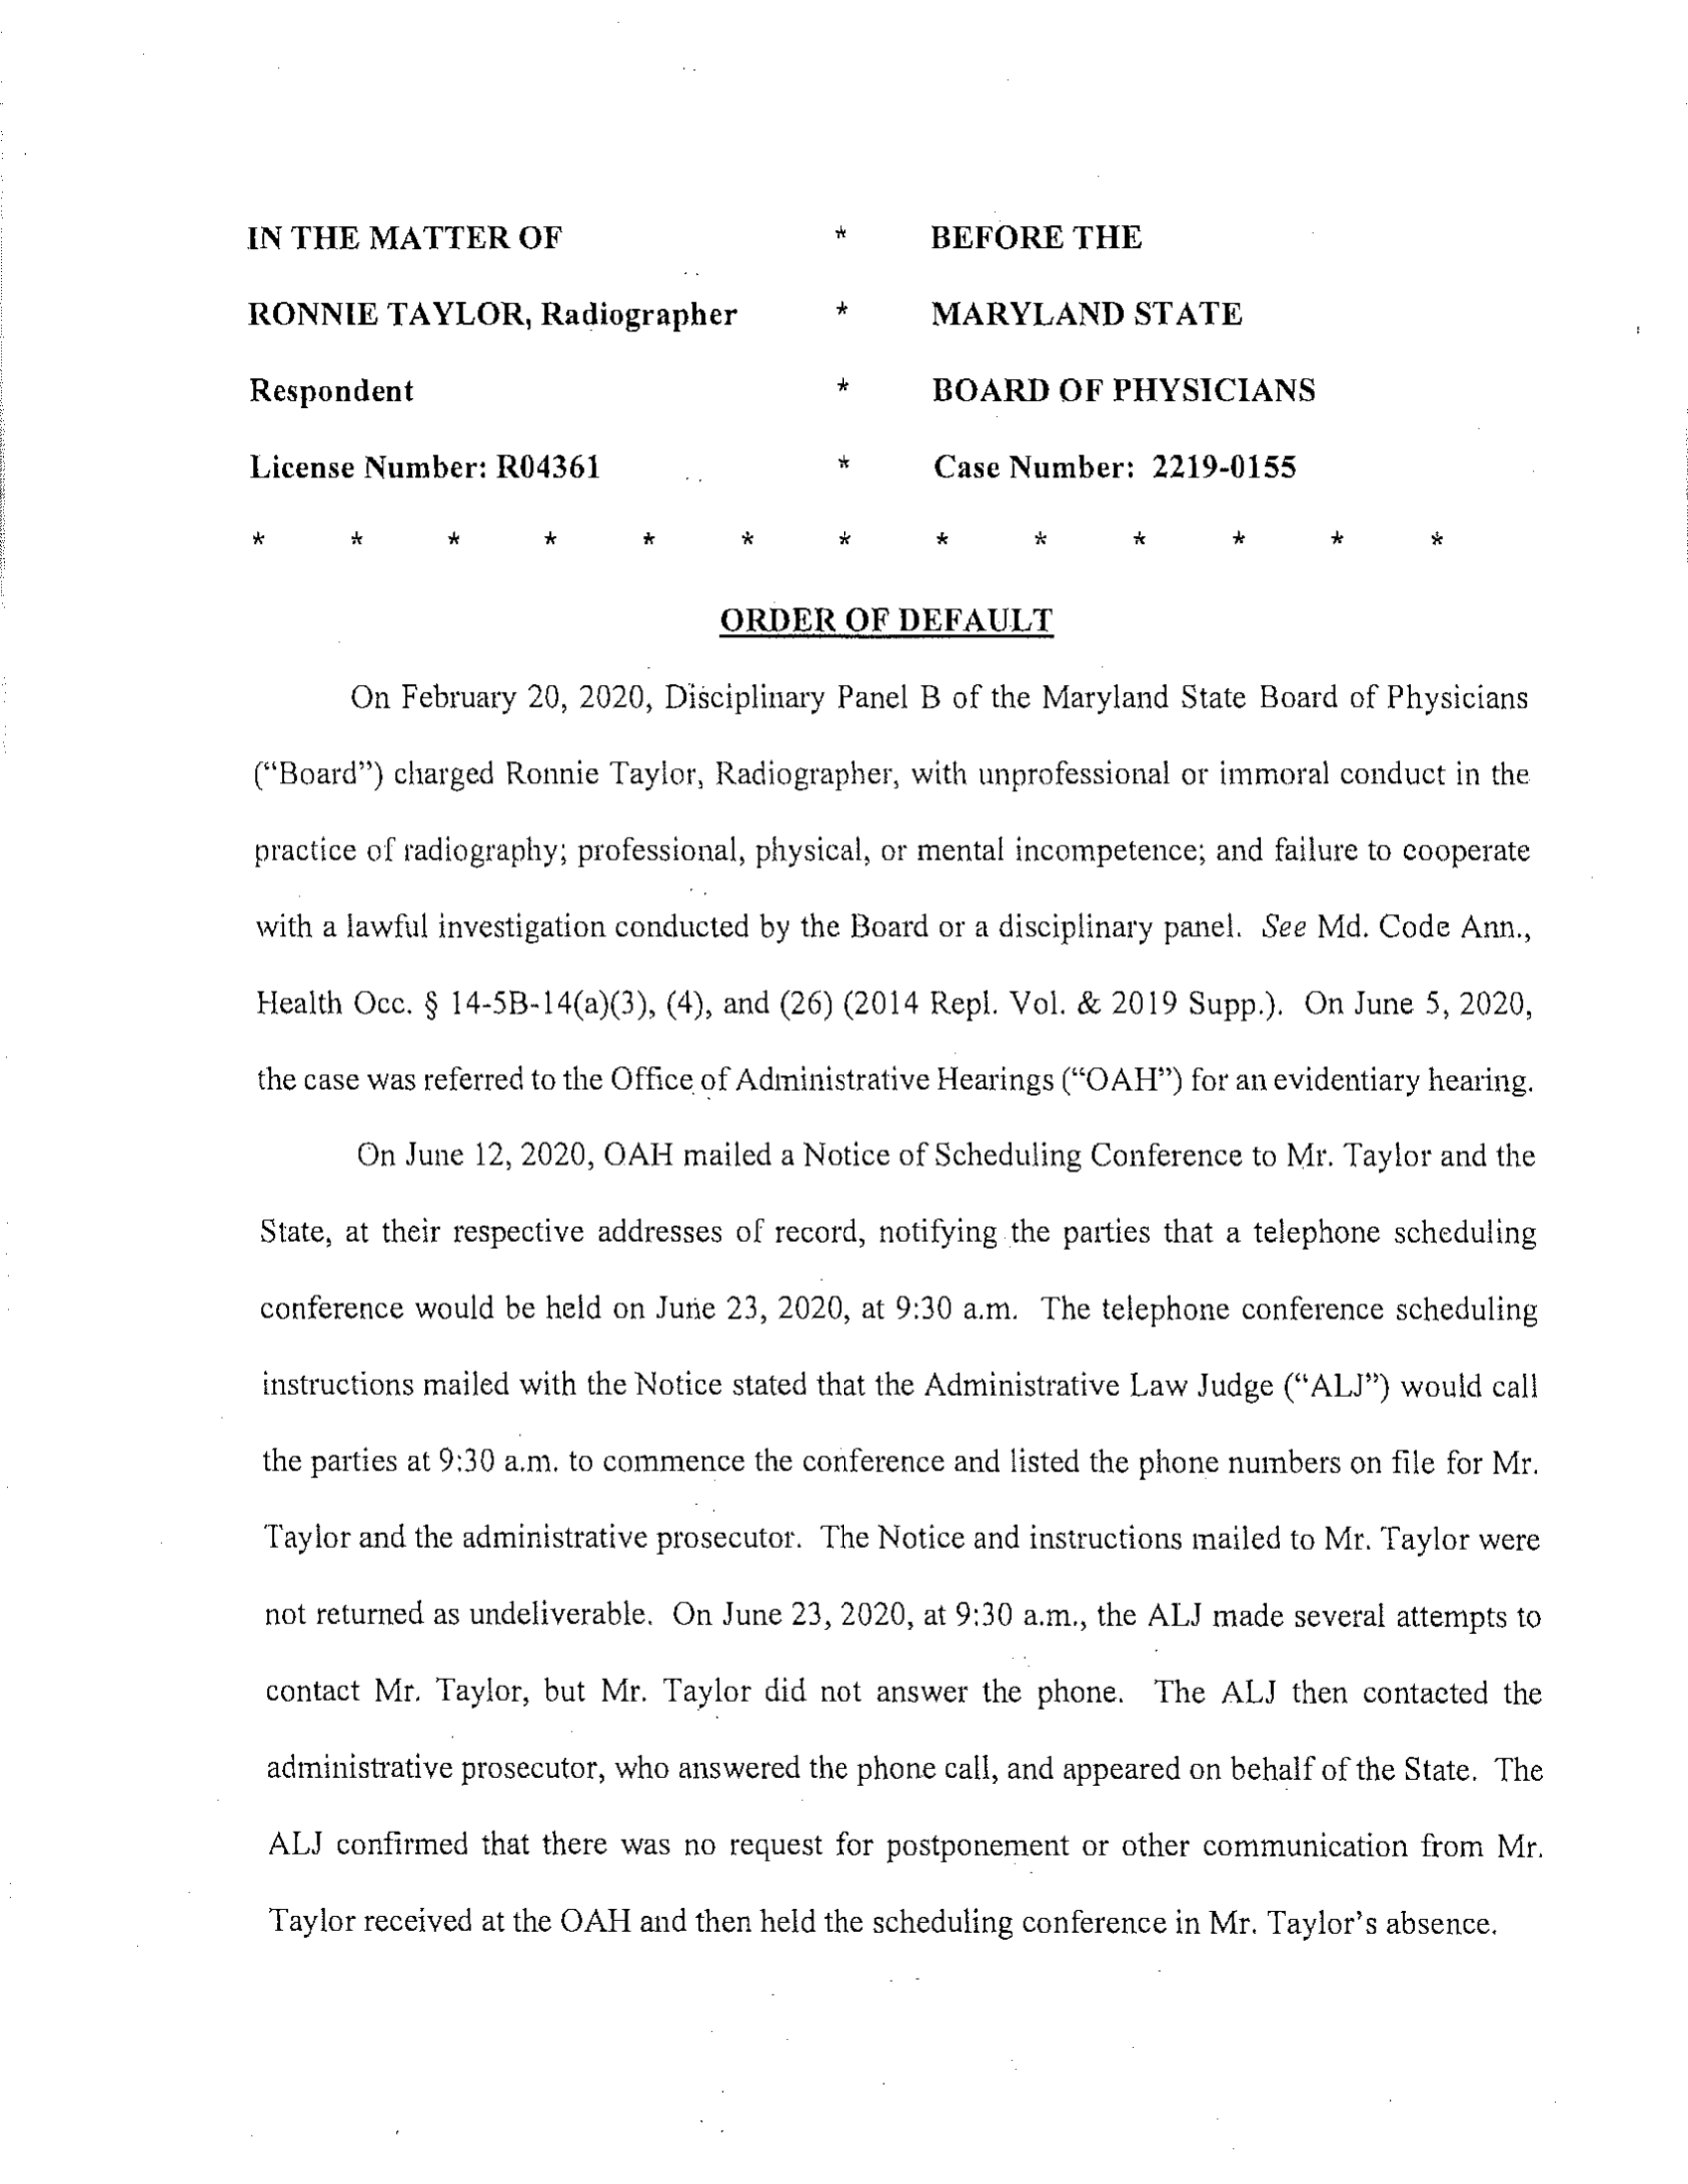 IN THE MATTER OF * BEFORE THE
RONNIE TAYLOR, Radiographer * MARYLAND STATE
Respondent * BOARD OF PHYSICIANS
License Number: R04361 * Case Number: 2219-0155
* * * * * * * * * * * * *
ORDER OF DEFAULT
On February 20, 2020, Disciplinary Panel B of the Maryland State Board of Physicians
(“Board”) charged Ronnie Taylor, Radiographer, with unprofessional or immoral conduct in the
practice of radiography; professional, physical, or mental incompetence; and failure to cooperate
with a lawful investigation conducted by the Board or a disciplinary panel. See Md. Code Ann.,
Health Occ. § 14-5B-14(a)(3), (4), and (26) (2014 Repl. Vol. & 2019 Supp.). On June 5, 2020,
the case was referred to the Office of Administrative Hearings (“OAH”) for an evidentiary hearing.
On June 12, 2020, OAH mailed a Notice of Scheduling Conference to Mr. Taylor and the
State, at their respective addresses of record, notifying the parties that a telephone scheduling
conference would be held on June 23, 2020, at 9:30 a.m. The telephone conference scheduling
instructions mailed with the Notice stated that the Administrative Law Judge (“ALJ”) would call
the parties at 9:30 a.m. to commence the conference and listed the phone numbers on file for Mr.
Taylor and the administrative prosecutor. The Notice and instructions mailed to Mr. Taylor were
not returned as undeliverable. On June 23, 2020, at 9:30 a.m., the ALJ made several attempts to
contact Mr. Taylor, but Mr. Taylor did not answer the phone. The ALJ then contacted the
administrative prosecutor, who answered the phone call, and appeared on behalf of the State. The
ALJ confirmed that there was no request for postponement or other communication from Mr.
Taylor received at the OAH and then held the scheduling conference in Mr. Taylor’s absence.